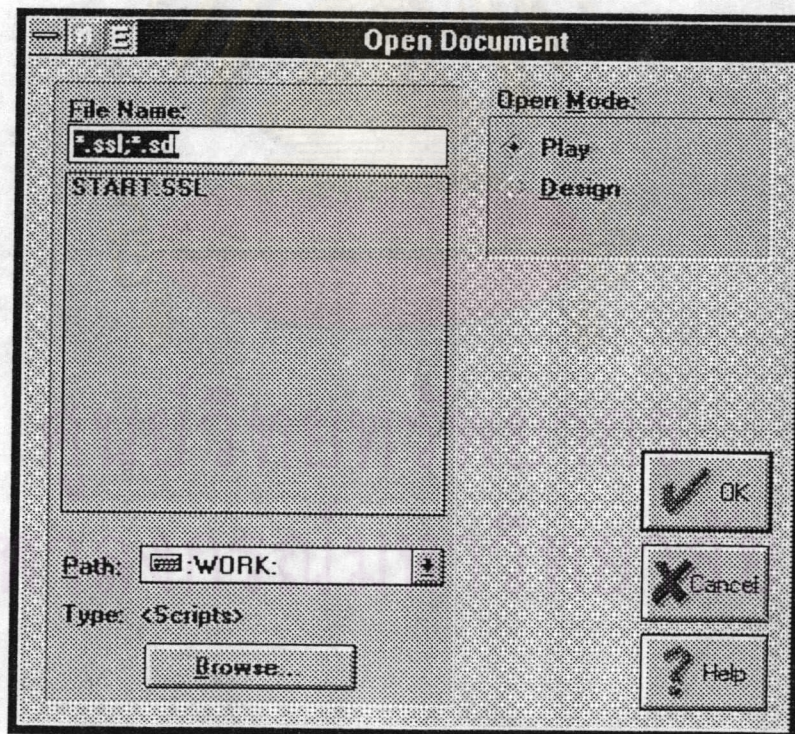 Open Document
File Name:
*.ssl;*.sdl
START.SSL
Path: :WORK:
Type: <Scripts>
Browse...
Open Mode:
Play
Design
OK
Cancel
Help